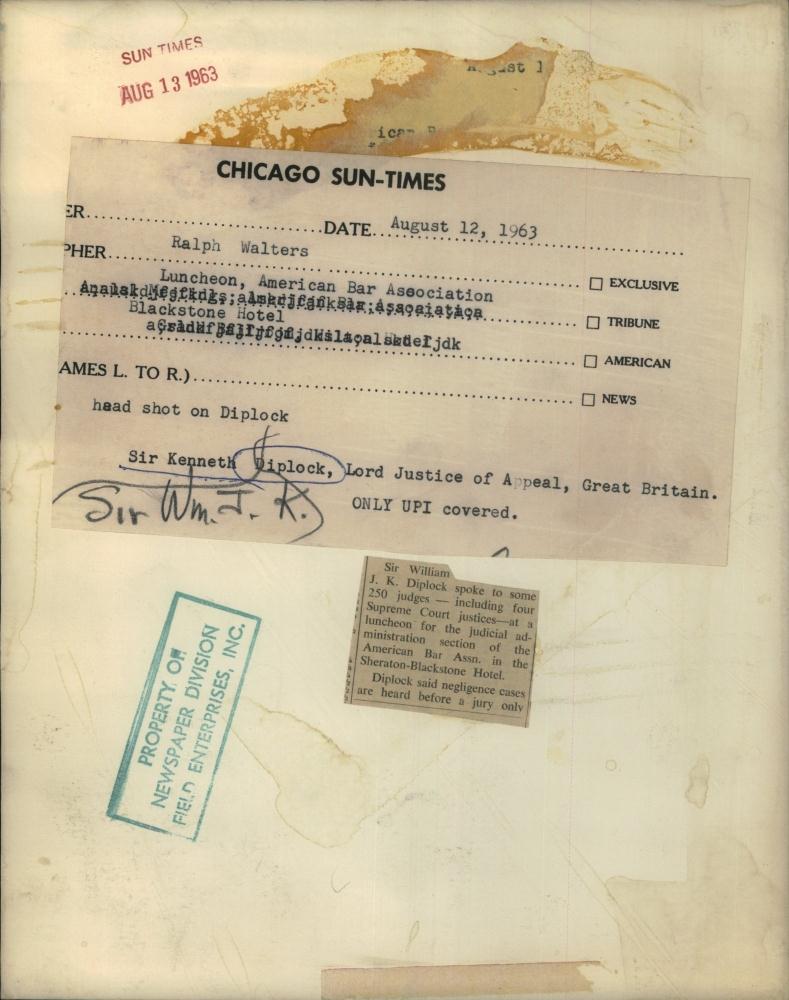 SUN TIMES
AUG 13 1963
August 1
CHICAGO SUN-TIMES
ER DATE August 12, 1963
PHER Ralph Walters
Luncheon, American Bar Association
EXCLUSIVE
Blackstone Hotel
TRIBUNE
AMERICAN
AMES L. TO R.)
NEWS
head shot on Diplock
Sir Kenneth Diplock, Lord Justice of Appeal, Great Britain.
Sir Wm. J. K.
ONLY UPI covered.
Sir William
J. K. Diplock spoke to some
250 judges — including four
Supreme Court justices—at a
luncheon for the judicial ad-
ministration section of the
American Bar Assn. in the
Sheraton-Blackstone Hotel.
Diplock said negligence cases
are heard before a jury only
PROPERTY OF
NEWSPAPER DIVISION
FIELD ENTERPRISES, INC.